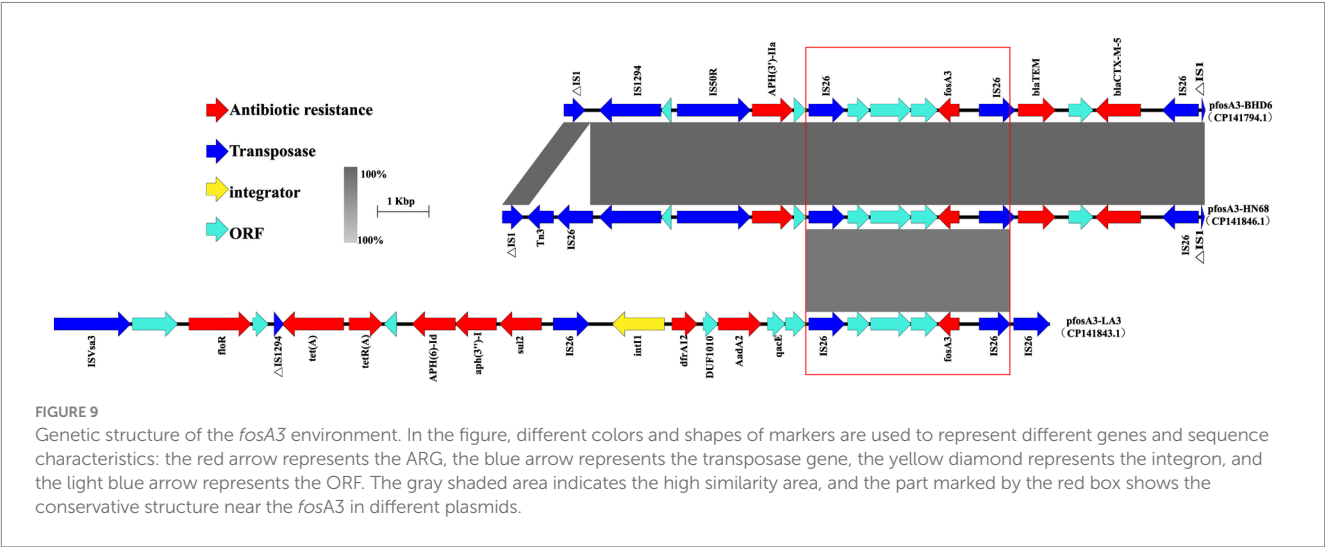 △IS1
IS1294
IS50R
APH(3')-IIa
IS26
fosA3
IS26
blaTEM
blaCTX-M-5
IS26
△IS1
Antibiotic resistance
Transposase
integrator
ORF
100%
100%
1 Kbp
pfosA3-BHD6
（CP141794.1）
pfosA3-HN68
（CP141846.1）
△IS1
Tn3
IS26
IS26
△IS1
pfosA3-LA3
（CP141843.1）
ISVsa3
floR
△IS1294
tet(A)
tetR(A)
APH(6)-Id
aph(3'')-I
sul2
IS26
intI1
dfrA12
DUF1010
AadA2
qacE
IS26
fosA3
IS26
IS26
FIGURE 9
Genetic structure of the fosA3 environment. In the figure, different colors and shapes of markers are used to represent different genes and sequence
characteristics: the red arrow represents the ARG, the blue arrow represents the transposase gene, the yellow diamond represents the integron, and
the light blue arrow represents the ORF. The gray shaded area indicates the high similarity area, and the part marked by the red box shows the
conservative structure near the fosA3 in different plasmids.